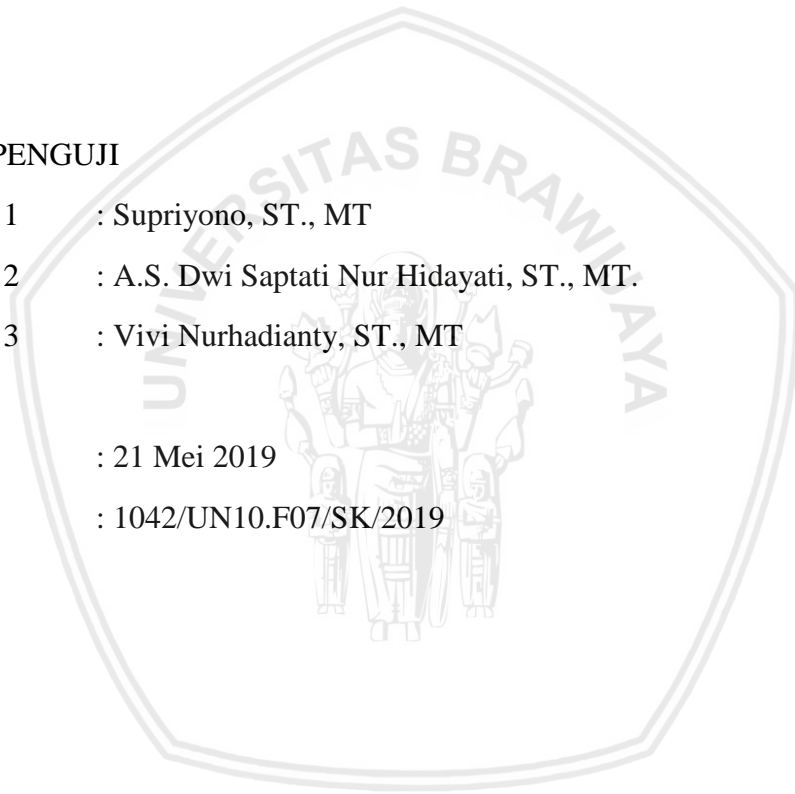 UNIVERSITAS BRAWIJAYA
PENGUJI
1 : Supriyono, ST., MT
2 : A.S. Dwi Saptati Nur Hidayati, ST., MT.
3 : Vivi Nurhadianty, ST., MT
: 21 Mei 2019
: 1042/UN10.F07/SK/2019